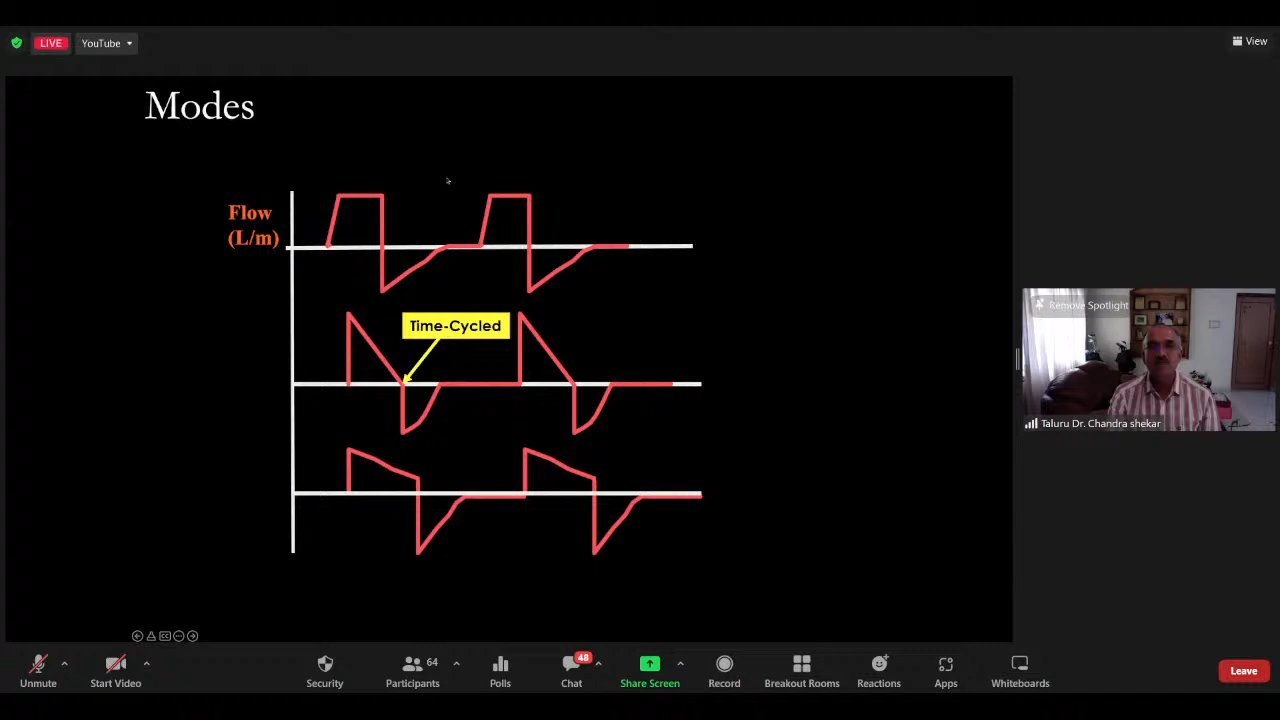 LIVE
YouTube
View
Modes
Flow
(L/m)
Time-Cycled
Remove Spotlight
Taluru Dr. Chandra shekar
CC
64
48
Unmute
Start Video
Security
Participants
Polls
Chat
Share Screen
Record
Breakout Rooms
Reactions
Apps
Whiteboards
Leave